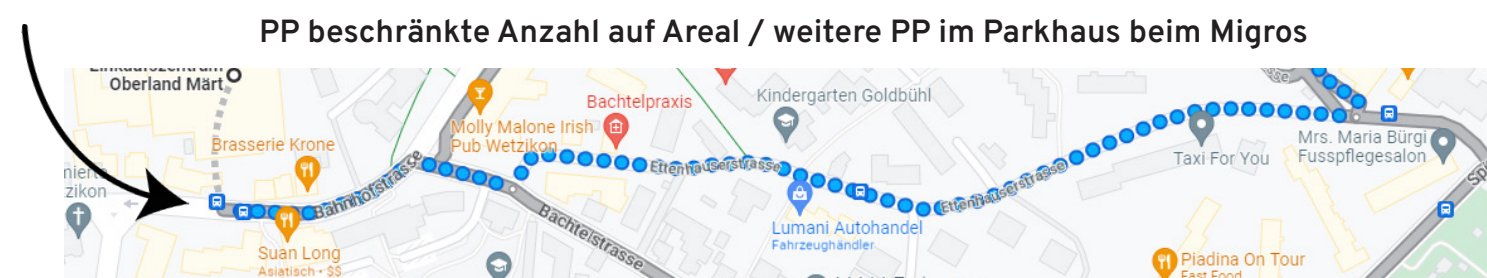 PP beschränkte Anzahl auf Areal / weitere PP im Parkhaus beim Migros
Einkaufszentrum
Oberland Märt
Brasserie Krone
zikon
Molly Malone Irish
Pub Wetzikon
Bachtelpraxis
Kindergarten Goldbühl
Taxi For You
Mrs. Maria Bürgi
Fusspflegesalon
Bahnhofstrasse
Ettenhauserstrasse
Ettenhauserstrasse
Bachtelstrasse
Lumani Autohandel
Fahrzeughändler
Suan Long
Asiatisch · $$
Piadina On Tour
Fast Food